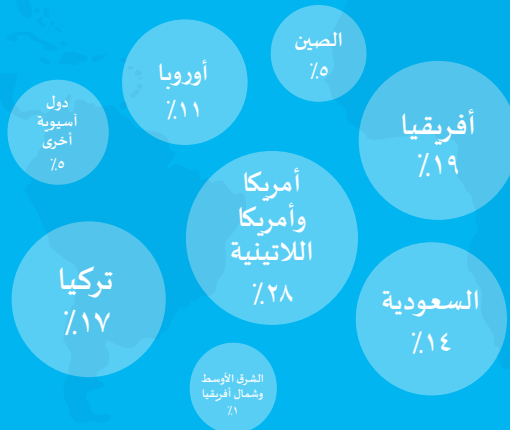 الصين
٥٪
أوروبا
١١٪
أفريقيا
١٩٪
دول
آسيوية
أخرى
٥٪
أمريكا
وأمريكا
اللاتينية
٢٨٪
السعودية
١٤٪
تركيا
١٧٪
الشرق الأوسط
وشمال أفريقيا
١٪